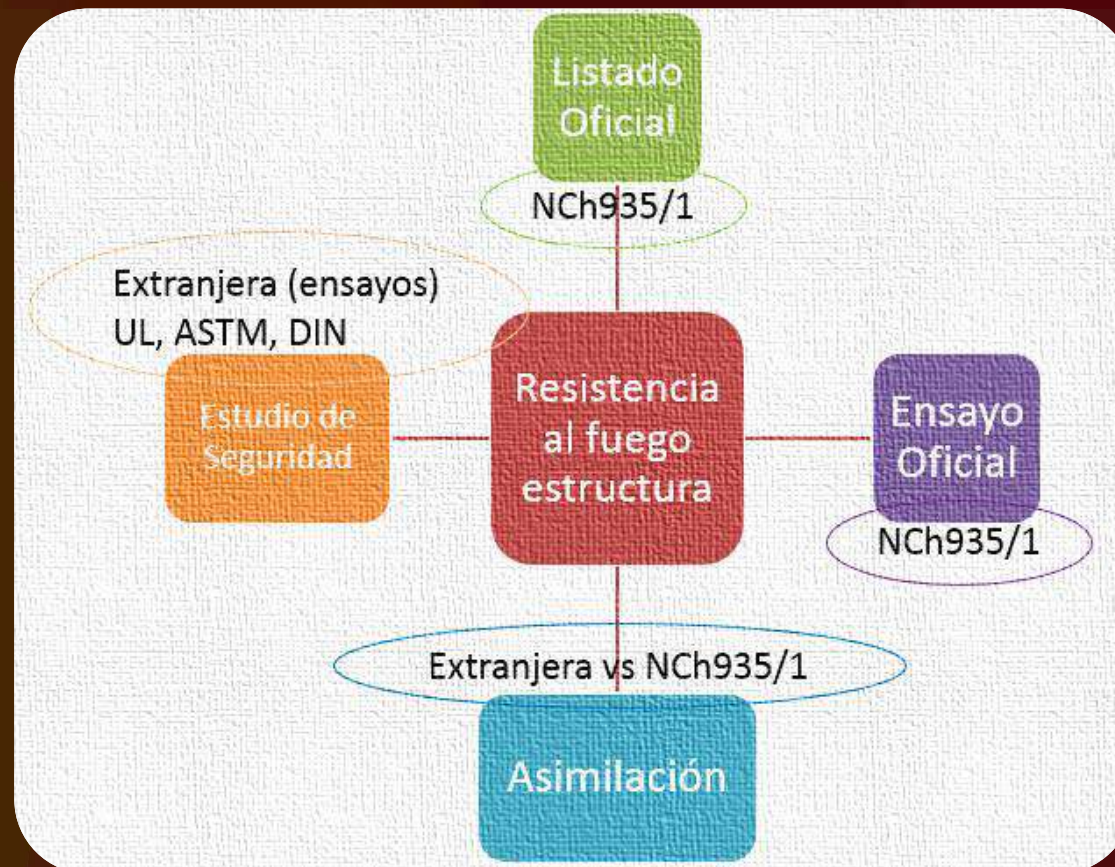 Listado
Oficial
NCh935/1
Extranjera (ensayos)
UL, ASTM, DIN
Estudio de
Seguridad
Resistencia
al fuego
estructura
Ensayo
Oficial
NCh935/1
Extranjera vs NCh935/1
Asimilación